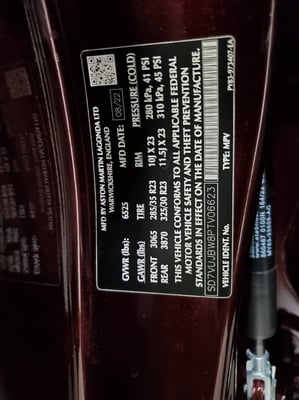 MFD BY ASTON MARTIN LAGONDA LTD
WARWICKSHIRE, ENGLAND
08/22
GVWR (lbs): 6525
GAWR (lbs): TIRE RIM PRESSURE (COLD)
FRONT 3065 285/35 R23 10J X 23 280 kPa, 41 PSI
REAR 3870 325/30 R23 11.5J X 23 310 kPa, 45 PSI
THIS VEHICLE CONFORMS TO ALL APPLICABLE FEDERAL
MOTOR VEHICLE SAFETY AND THEFT PREVENTION
STANDARDS IN EFFECT ON THE DATE OF MANUFACTURE
SD7VUJBW8PTV06623
VEHICLE IDENT. NO.
TYPE: MPV
PY83-9734D7-1A